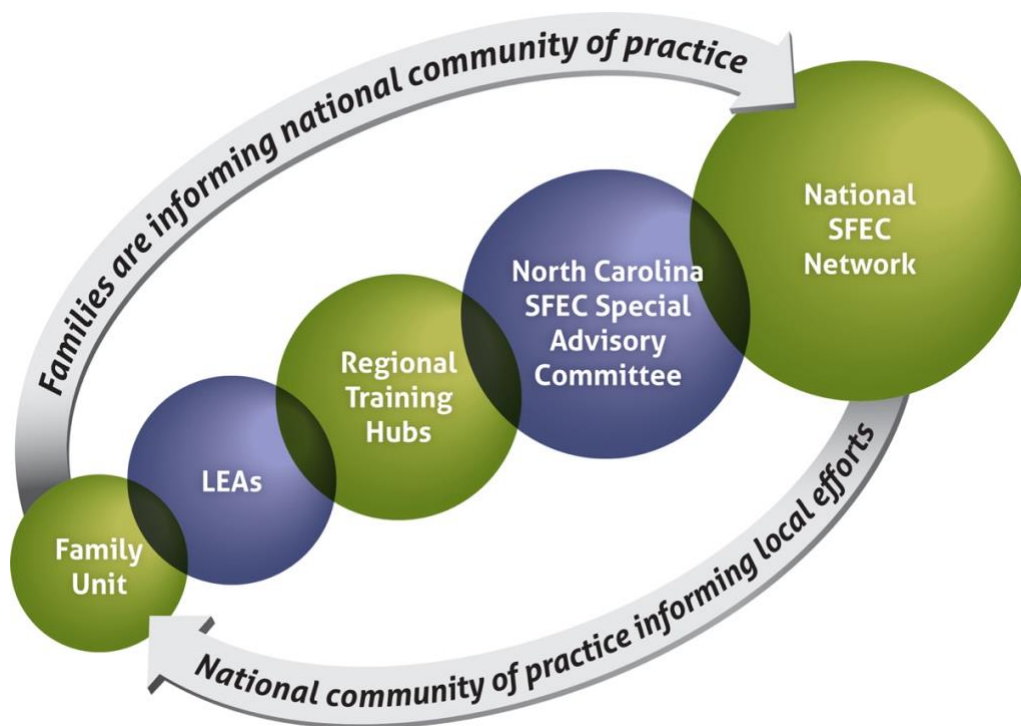 Families are informing national community of practice
National
SFEC
Network
North Carolina
SFEC Special
Advisory
Committee
Regional
Training
Hubs
LEAs
Family
Unit
National community of practice informing local efforts